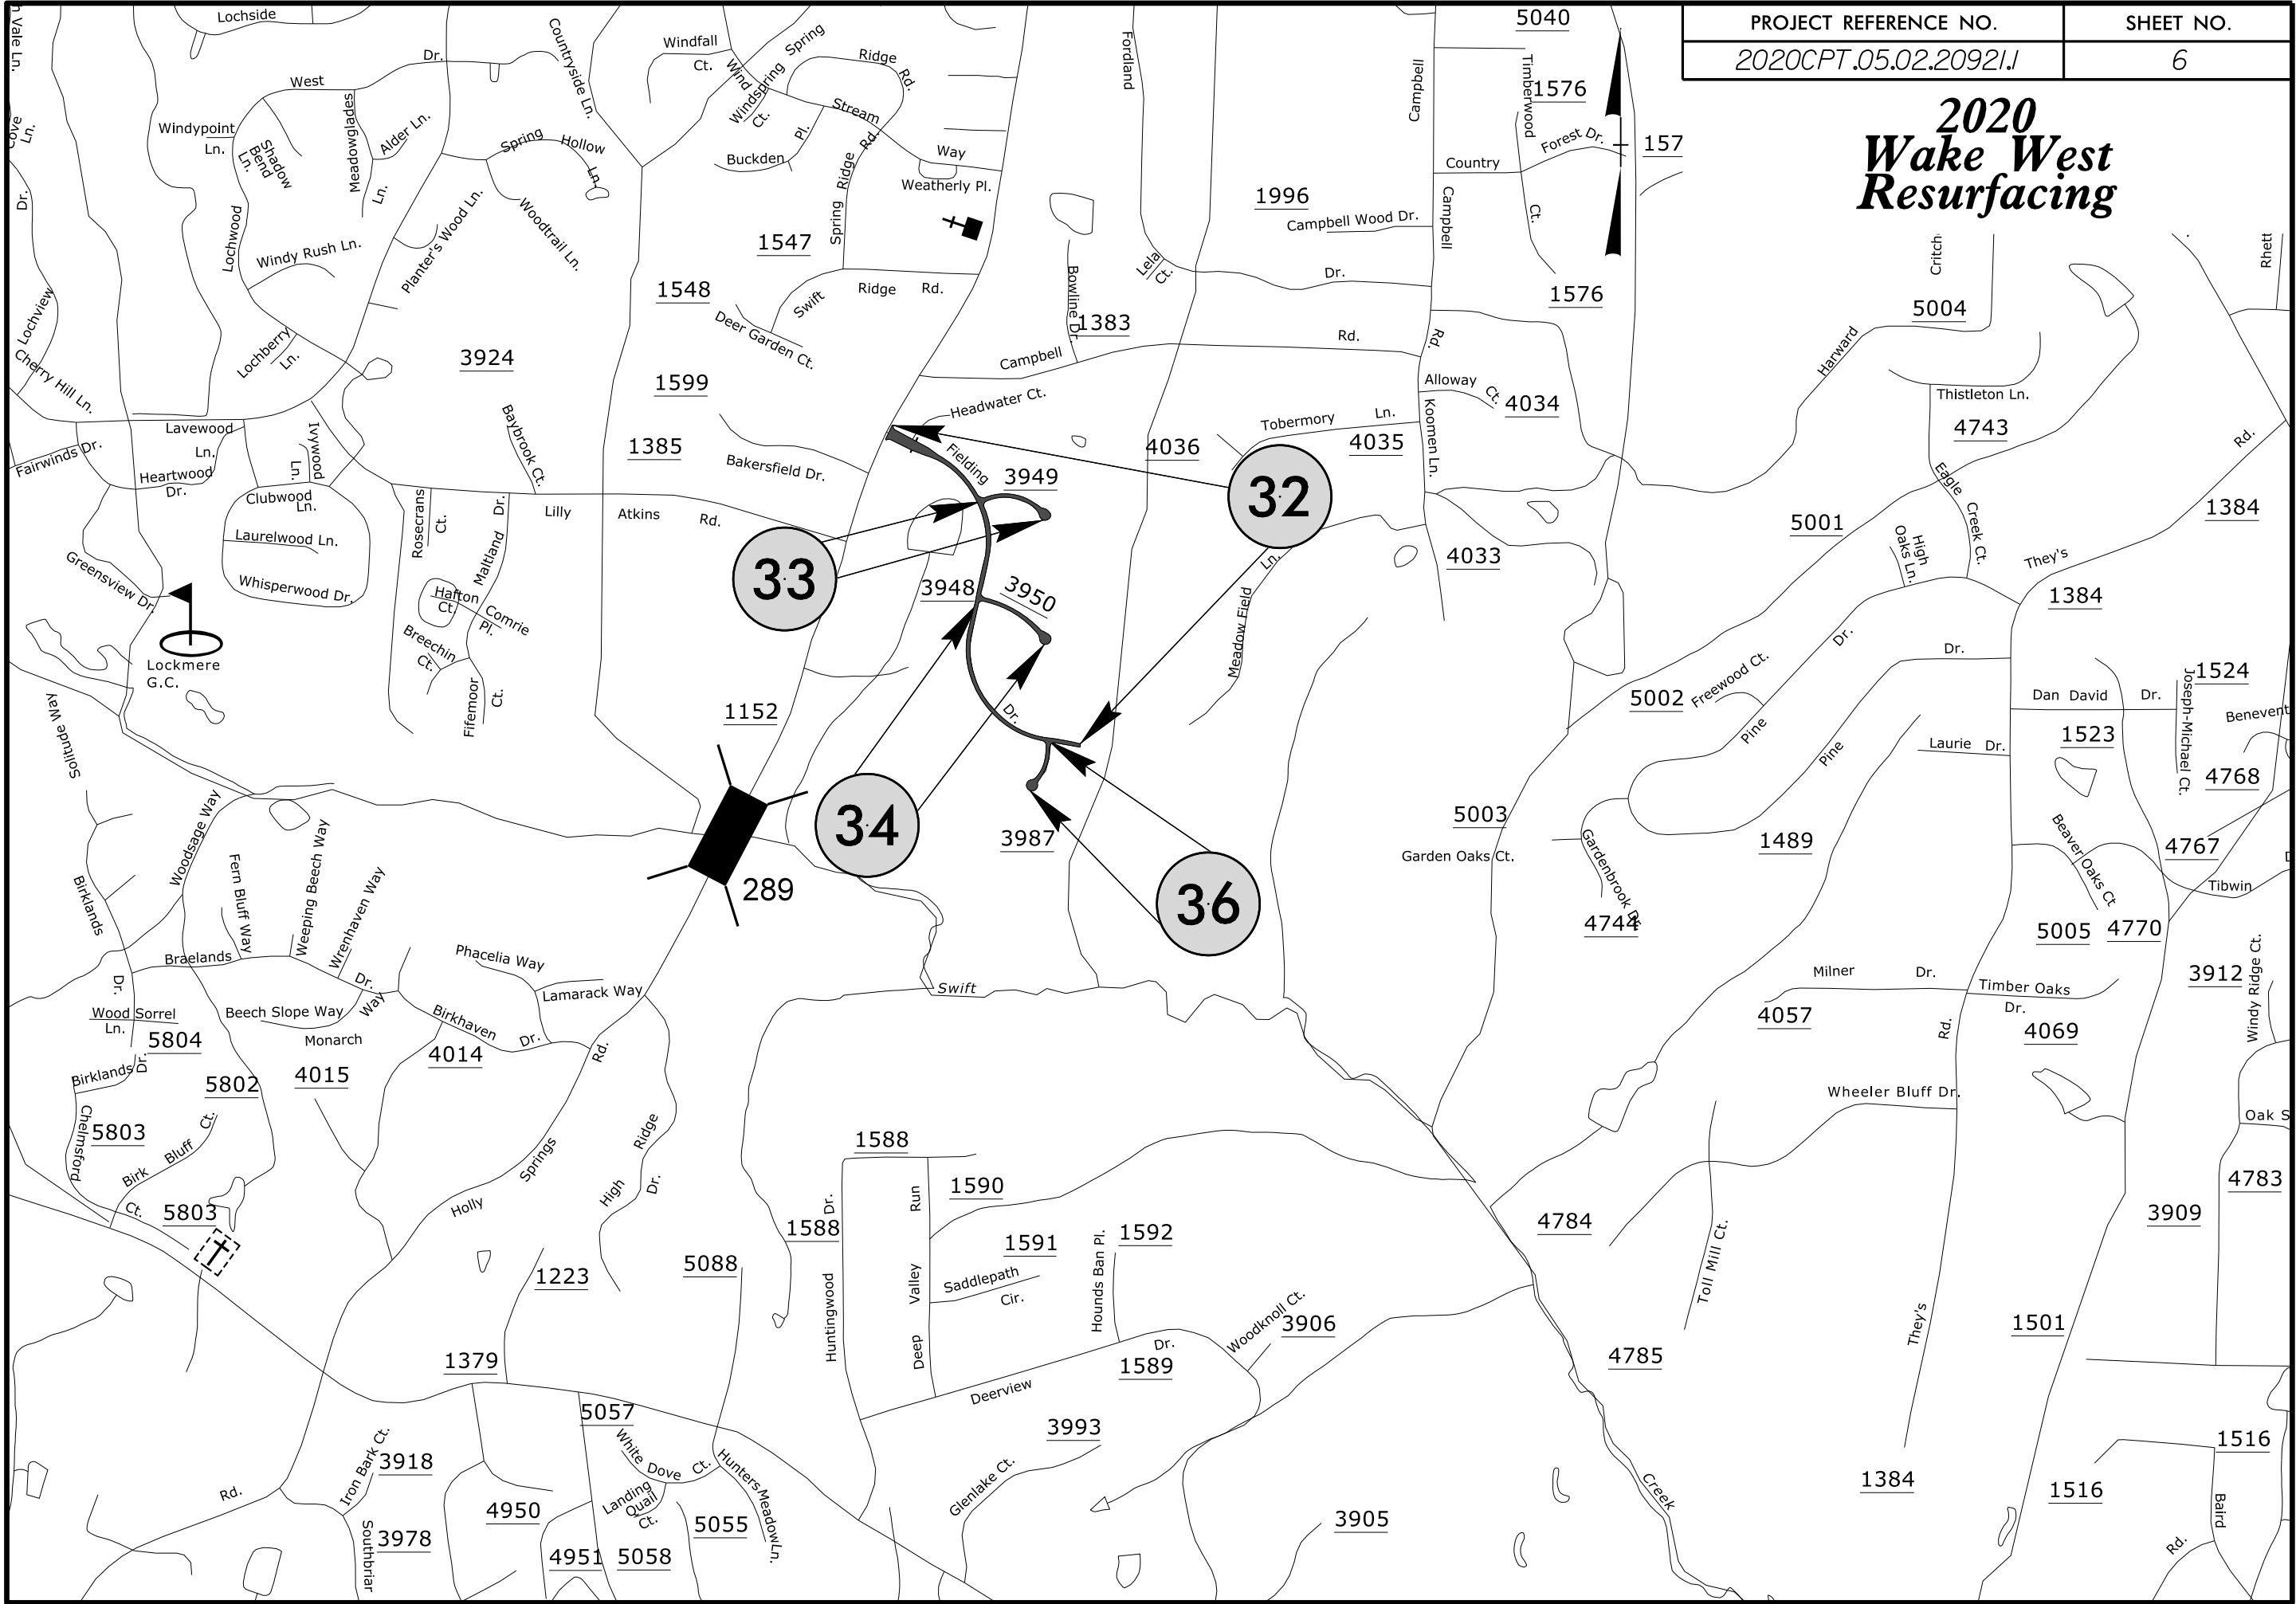 PROJECT REFERENCE NO.
SHEET NO.
2020CPT.05.02.20921.1
6
2020
Wake West
Resurfacing
Lochside
Vale Ln.
Ln.
Dr.
West
Dr.
Countryside Ln.
Windfall
Ct.
Wind
Spring
Windspring
Ct.
Ridge
Rd.
Stream
Way
Weatherly Pl.
Buckden
Pl.
Spring Ridge Rd.
Fordland
Campbell
5040
Timberwood
Ct.
1576
Forest Dr.
157
Country
1996
Campbell Wood Dr.
Campbell
Rd.
1576
Windypoint
Ln.
Shadow
Bend
Ln.
Meadowglades
Ln.
Alder Ln.
Spring Hollow
Ln.
Woodtrail Ln.
Planter's Wood Ln.
Lochwood
Windy Rush Ln.
Lochberry
Ln.
Lochview
Cherry Hill Ln.
1547
1548
Swift Ridge Rd.
Deer Garden Ct.
Bowline Dr.
1383
Lela
Ct.
Dr.
Campbell Rd.
Critch
5004
Rhett
Harward
3924
1599
1385
Baybrook Ct.
Bakersfield Dr.
Headwater Ct.
Fielding
3949
4036
Tobermory Ln.
4035
Alloway
Ct.
4034
Koomen Ln.
Thistleton Ln.
4743
Eagle
Creek Ct.
Rd.
1384
Fairwinds Dr.
Lavewood
Ln.
Heartwood
Dr.
Ivywood
Ln.
Clubwood
Ln.
Laurelwood Ln.
Whisperwood Dr.
Greensview Dr.
Lockmere
G.C.
Rosecrans
Ct.
Maltland Dr.
Hafton
Ct.
Comrie
Pl.
Breechin
Ct.
Fifemoor
Ct.
Lilly Atkins Rd.
33
32
3948
3950
Dr.
Meadow Field Ln.
4033
5001
High
Oaks Ln.
They's
1384
Pine Dr.
Freewood Ct.
5002
Pine
Dr.
Dan David Dr.
1524
Joseph-Michael Ct.
Benevent
1523
Laurie Dr.
4768
Solitude Way
1152
289
34
3987
36
5003
Garden Oaks Ct.
Gardenbrook Dr.
4744
1489
Beaver Oaks Ct
4767
Tibwin
5005
4770
Woodsage Way
Birklands
Dr.
Fern Bluff Way
Weeping Beech Way
Wrenhaven Way
Braelands
Dr.
Phacelia Way
Lamarack Way
Wood Sorrel
Ln.
5804
Beech Slope Way
Monarch
Way
Birkhaven Dr.
Rd.
4014
4015
Birklands
Dr.
5802
5803
Chelmsford
Ct.
Birk Bluff Ct.
5803
Swift
Milner Dr.
Timber Oaks
Dr.
4057
4069
3912
Windy Ridge Ct.
Rd.
Wheeler Bluff Dr.
Oak S
4783
3909
Holly Springs
High Ridge
Dr.
1588
1588
Huntingwood
Dr.
Deep Valley Run
1590
1591
1592
Saddlepath
Cir.
Hounds Ban Pl.
Woodknoll Ct.
3906
Dr.
1589
Deerview
4784
Toll Mill Ct.
4785
They's
1501
1223
5088
1379
5057
White Dove Ct.
Hunters
Meadow Ln.
Landing
Quail
Ct.
Iron Bark Ct.
3918
Rd.
4950
3978
Southbriar
4951
5058
5055
3993
Glenlake Ct.
3905
Creek
1384
1516
1516
Baird
Rd.